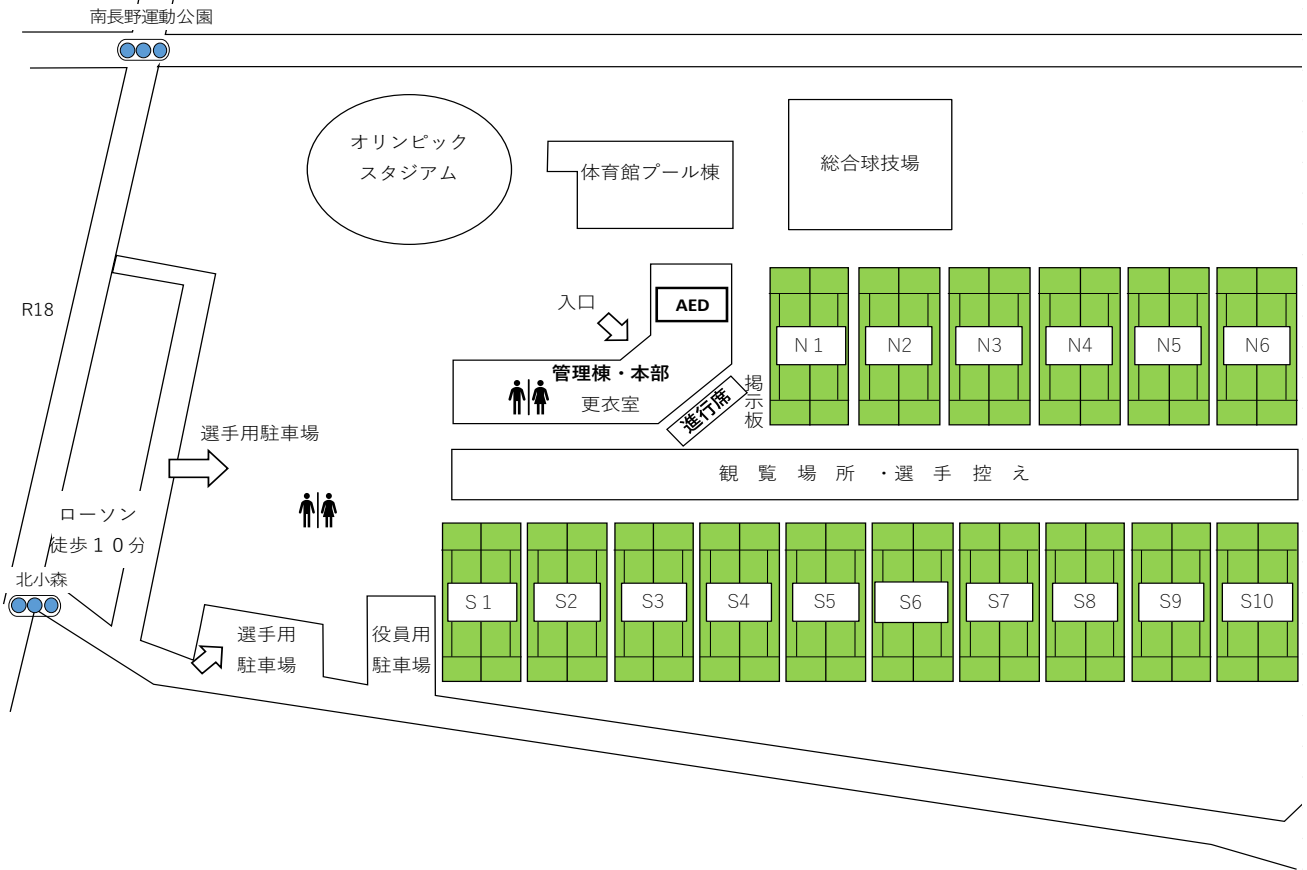 南長野運動公園
オリンピック
スタジアム
体育館プール棟
総合球技場
R18
入口
AED
管理棟・本部
更衣室
進行席
掲示板
N１
N2
N3
N4
N5
N6
選手用駐車場
観覧場所・選手控え
ローソン
徒歩１０分
北小森
S１
S2
S3
S4
S5
S6
S7
S8
S9
S10
選手用
駐車場
役員用
駐車場